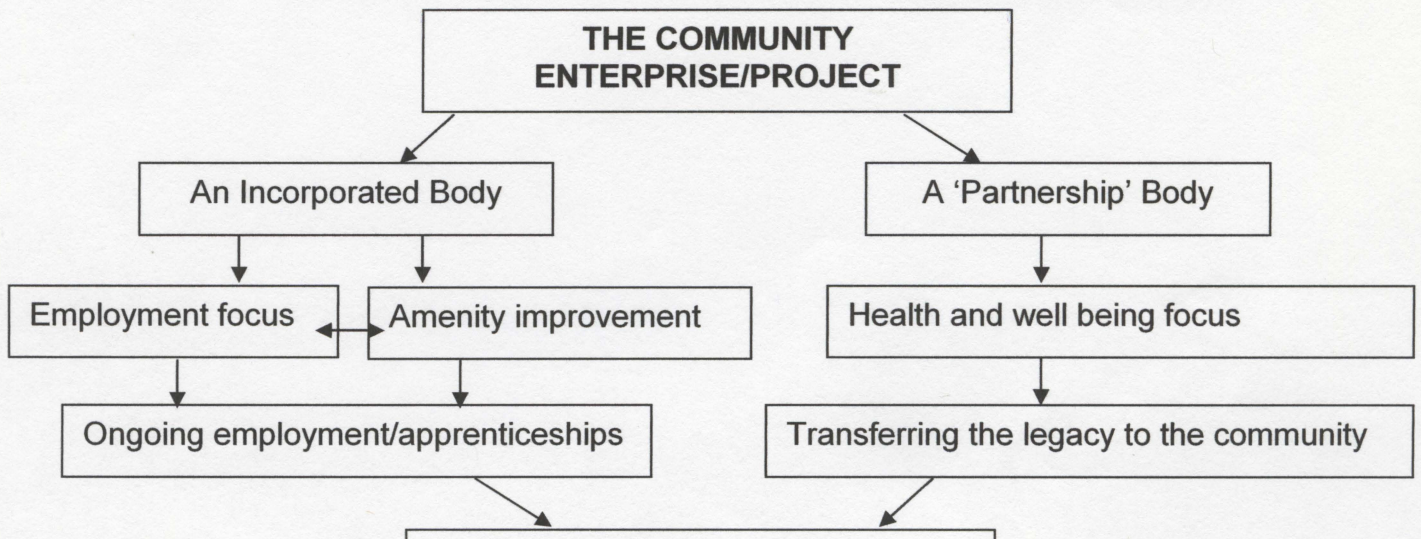 THE COMMUNITY
ENTERPRISE/PROJECT
An Incorporated Body
A ‘Partnership’ Body
Employment focus
Amenity improvement
Health and well being focus
Ongoing employment/apprenticeships
Transferring the legacy to the community